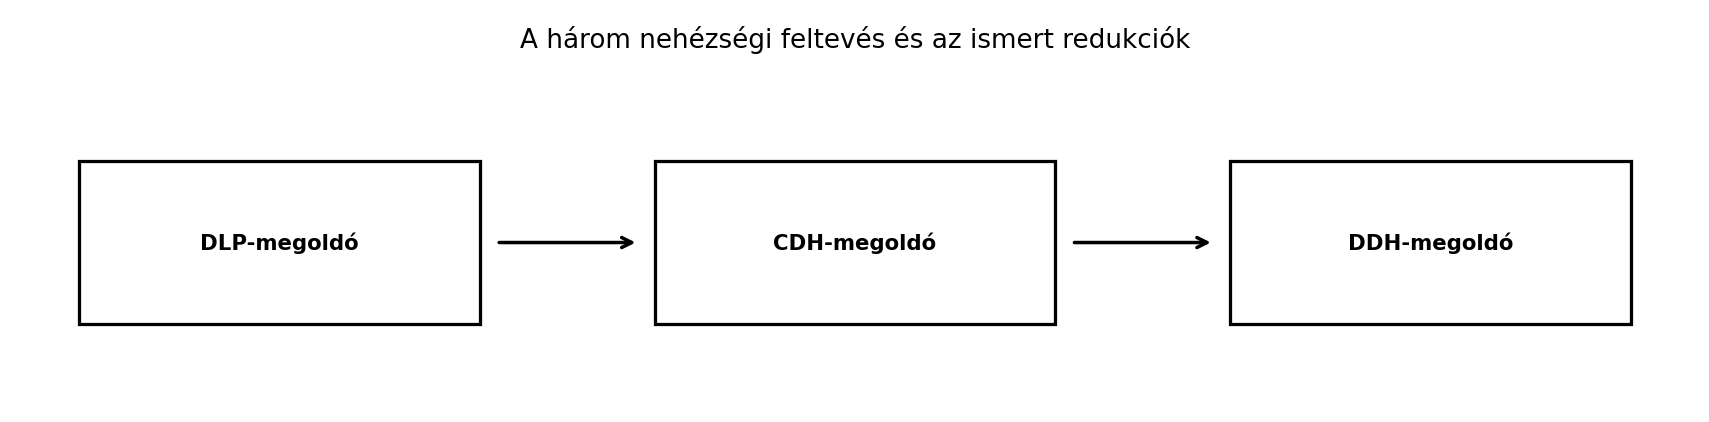 A három nehézségi feltevés és az ismert redukciók
DLP-megoldó
CDH-megoldó
DDH-megoldó